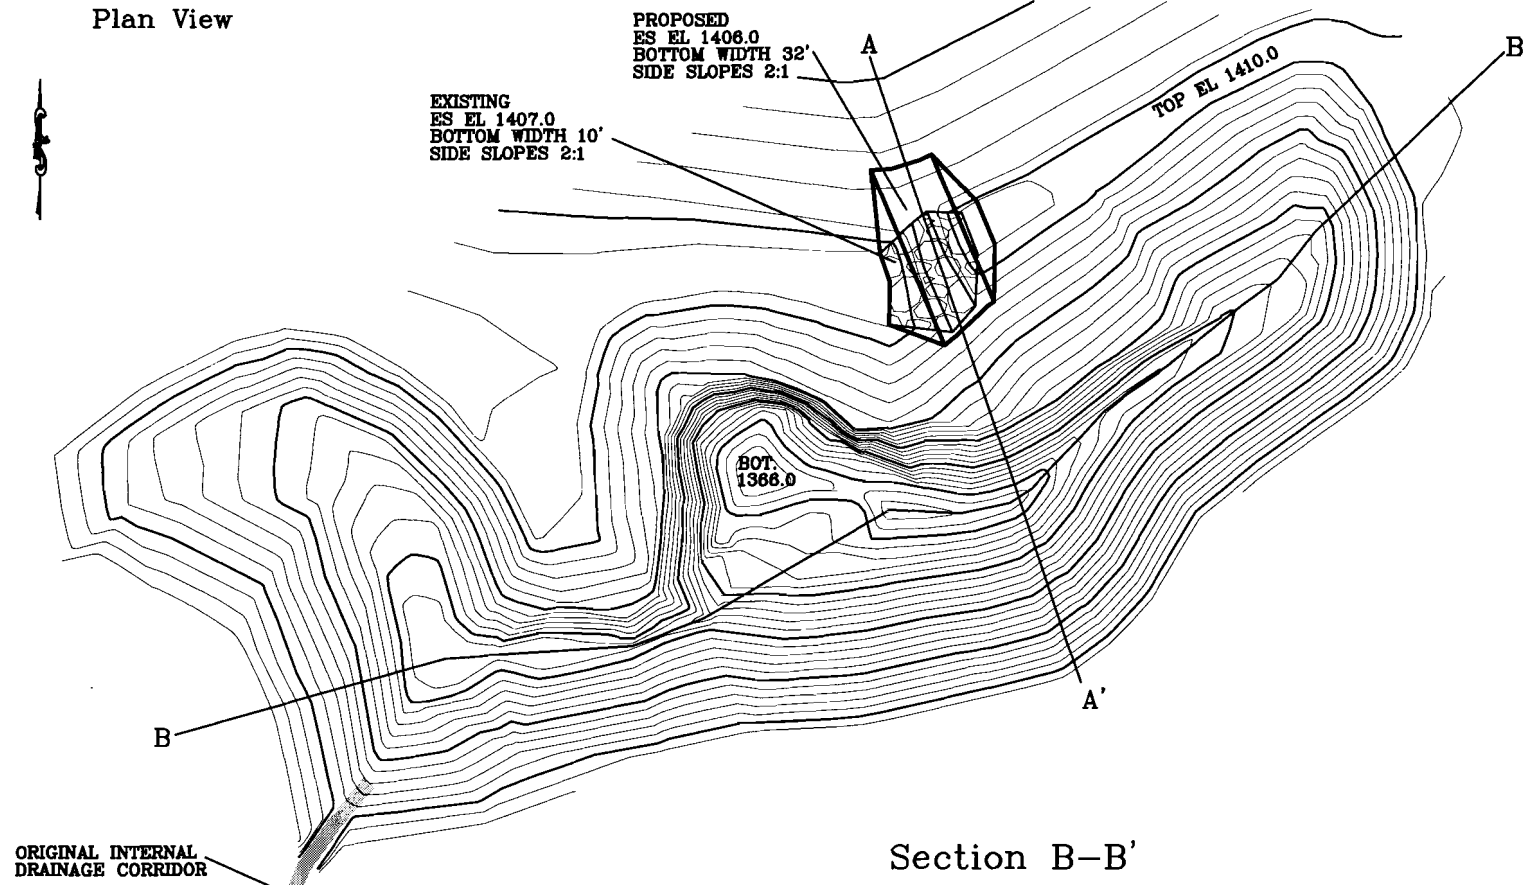 Plan View
PROPOSED
ES EL 1406.0
BOTTOM WIDTH 32'
SIDE SLOPES 2:1
A
B
TOP EL 1410.0
EXISTING
ES EL 1407.0
BOTTOM WIDTH 10'
SIDE SLOPES 2:1
BOT.
1366.0
A'
B
ORIGINAL INTERNAL
DRAINAGE CORRIDOR
Section B-B'